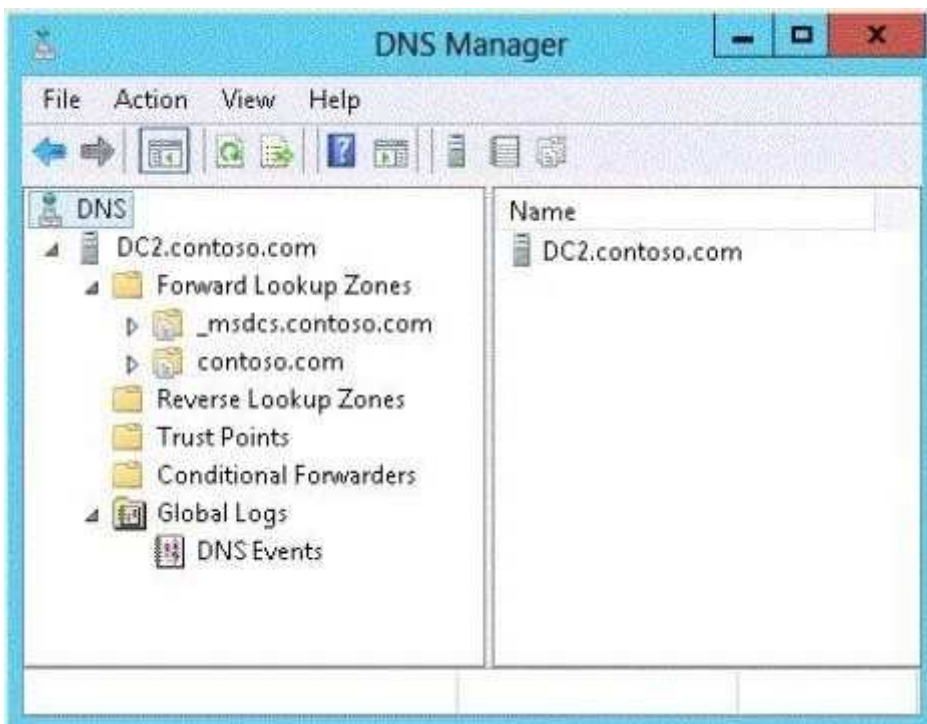 DNS Manager
File Action View Help
DNS
DC2.contoso.com
Forward Lookup Zones
_msdcs.contoso.com
contoso.com
Reverse Lookup Zones
Trust Points
Conditional Forwarders
Global Logs
DNS Events
Name
DC2.contoso.com